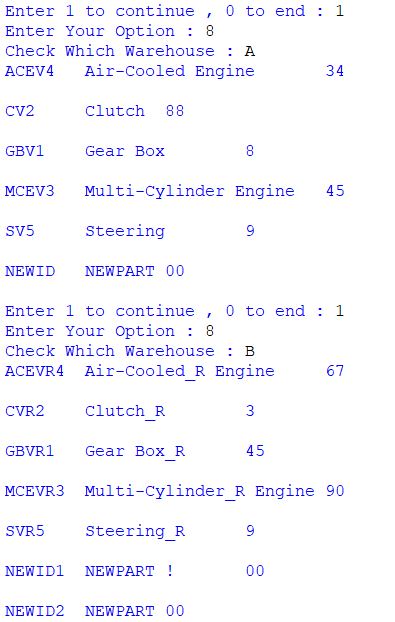 Enter 1 to continue , 0 to end : 1
Enter Your Option : 8
Check Which Warehouse : A
ACEV4   Air-Cooled Engine       34
CV2     Clutch  88
GBV1    Gear Box        8
MCEV3   Multi-Cylinder Engine   45
SV5     Steering        9
NEWID   NEWPART 00
Enter 1 to continue , 0 to end : 1
Enter Your Option : 8
Check Which Warehouse : B
ACEVR4  Air-Cooled_R Engine     67
CVR2    Clutch_R        3
GBVR1   Gear Box_R      45
MCEVR3  Multi-Cylinder_R Engine 90
SVR5    Steering_R      9
NEWID1  NEWPART !       00
NEWID2  NEWPART 00